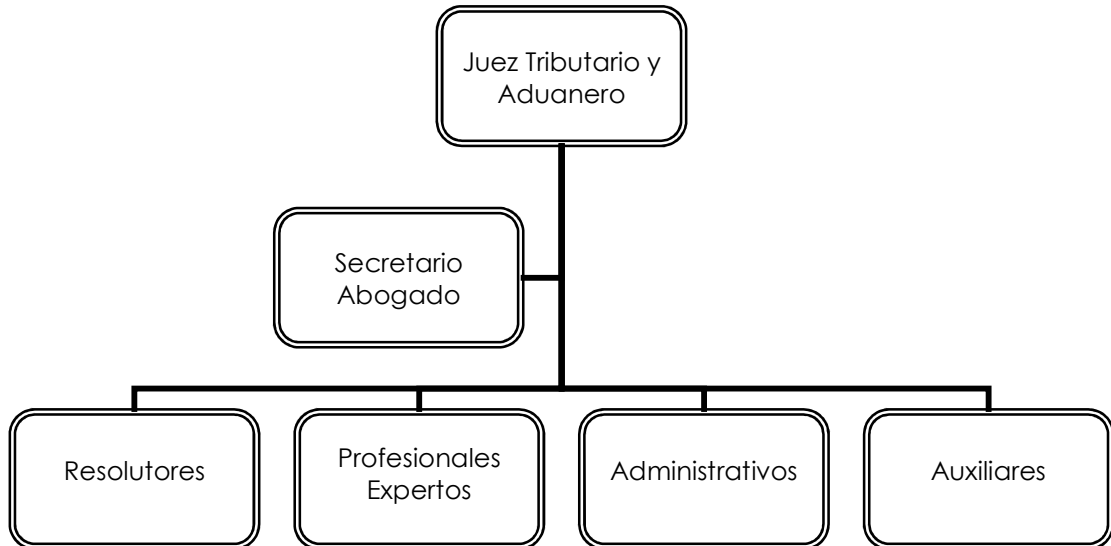 Juez Tributario y
Aduanero
Secretario
Abogado
Resolutores
Profesionales
Expertos
Administrativos
Auxiliares